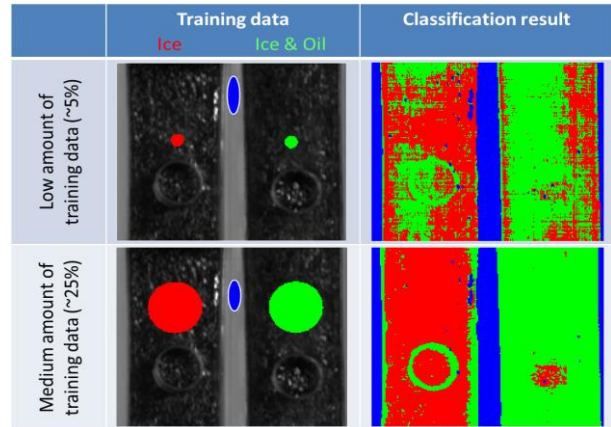 Training data
Classification result
Ice
Ice & Oil
Low amount of
training data (~5%)
Medium amount of
training data (~25%)